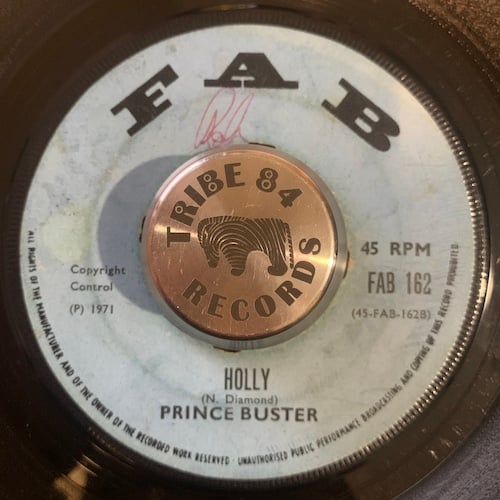 FAB
TRIBE 84
RECORDS
Copyright
Control
(P) 1971
45 RPM
FAB 162
(45-FAB-162B)
HOLLY
(N. Diamond)
PRINCE BUSTER
ALL RIGHTS OF THE MANUFACTURER AND OF THE OWNER OF THE RECORDED WORK RESERVED - UNAUTHORISED PUBLIC PERFORMANCE BROADCASTING AND COPYING OF THIS RECORD PROHIBITED.
FAB